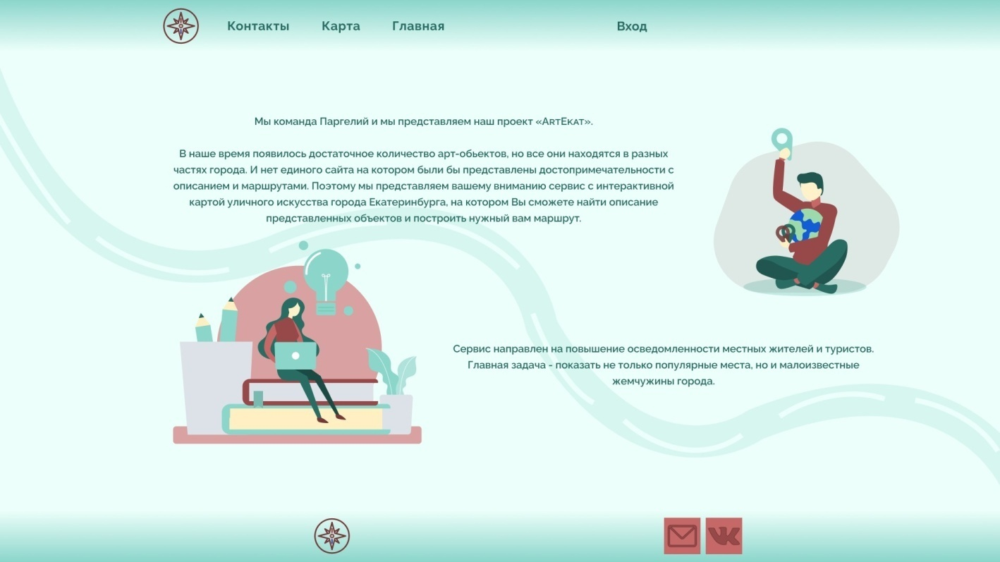 Контакты Карта Главная Вход
Мы команда Паргелий и мы представляем наш проект «ArtEkat».
В наше время появилось достаточное количество арт-обьектов, но все они находятся в разных
частях города. И нет единого сайта на котором были бы представлены достопримечательности с
описанием и маршрутами. Поэтому мы представляем вашему вниманию сервис с интерактивной
картой уличного искусства города Екатеринбурга, на котором Вы сможете найти описание
представленных объектов и построить нужный вам маршрут.
Сервис направлен на повышение осведомленности местных жителей и туристов.
Главная задача - показать не только популярные места, но и малоизвестные
жемчужины города.